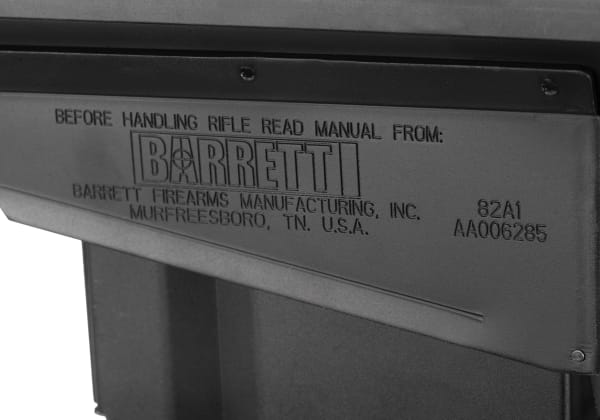 BEFORE HANDLING RIFLE READ MANUAL FROM:
BARRETT
BARRETT FIREARMS MANUFACTURING, INC.
MURFREESBORO, TN. U.S.A.
82A1
AA006285